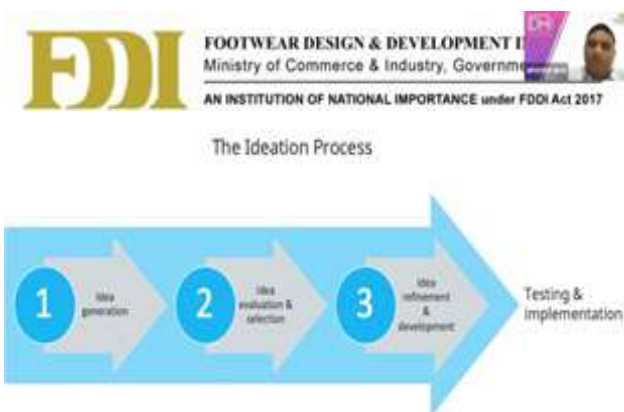 FDDI
FOOTWEAR DESIGN & DEVELOPMENT
Ministry of Commerce & Industry,
AN INSTITUTION OF NATIONAL IMPORTANCE under FDDI Act 2017
The Ideation Process
1
Idea
generation
2
Idea
evaluation &
selection
3
Idea
refinement
&
development
Testing &
implementation